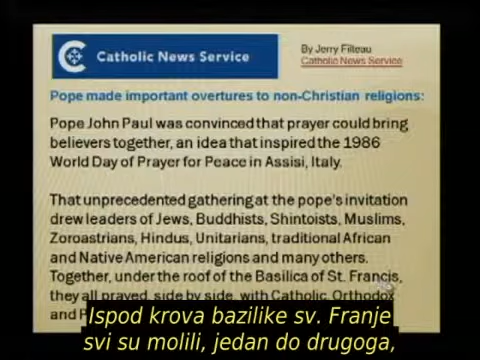 Catholic News Service
By Jerry Filteau
Catholic News Service
Pope made important overtures to non-Christian religions:
Pope John Paul was convinced that prayer could bring
believers together, an idea that inspired the 1986
World Day of Prayer for Peace in Assisi, Italy.
That unprecedented gathering at the pope's invitation
drew leaders of Jews, Buddhists, Shintoists, Muslims,
Zoroastrians, Hindus, Unitarians, traditional African
and Native American religions and many others.
Together, under the roof of the Basilica of St. Francis,
they all prayed, side by side, with Catholic, Orthodox
and
Ispod krova bazilike sv. Franje
svi su molili, jedan do drugoga,